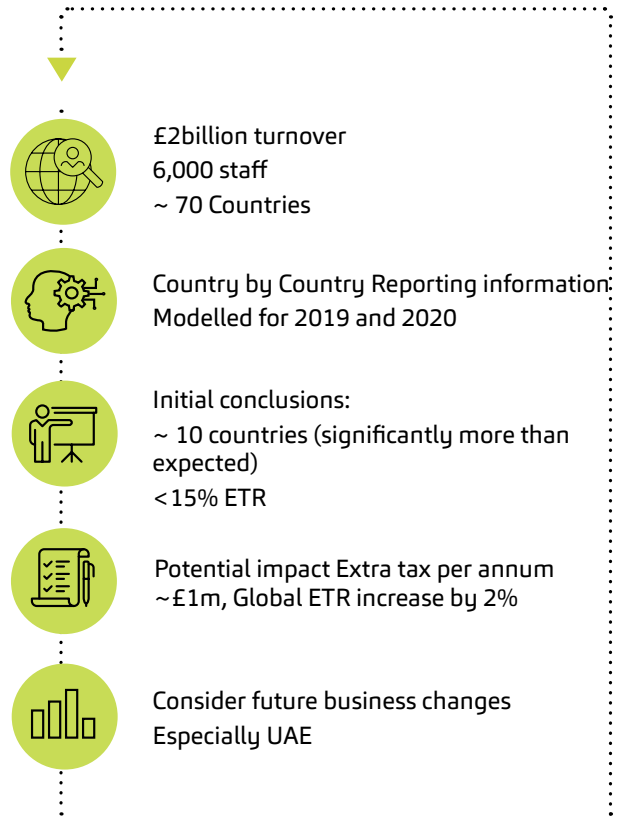 £2billion turnover
6,000 staff
~ 70 Countries
Country by Country Reporting information
Modelled for 2019 and 2020
Initial conclusions:
~ 10 countries (significantly more than
expected)
<15% ETR
Potential impact Extra tax per annum
~£1m, Global ETR increase by 2%
Consider future business changes
Especially UAE